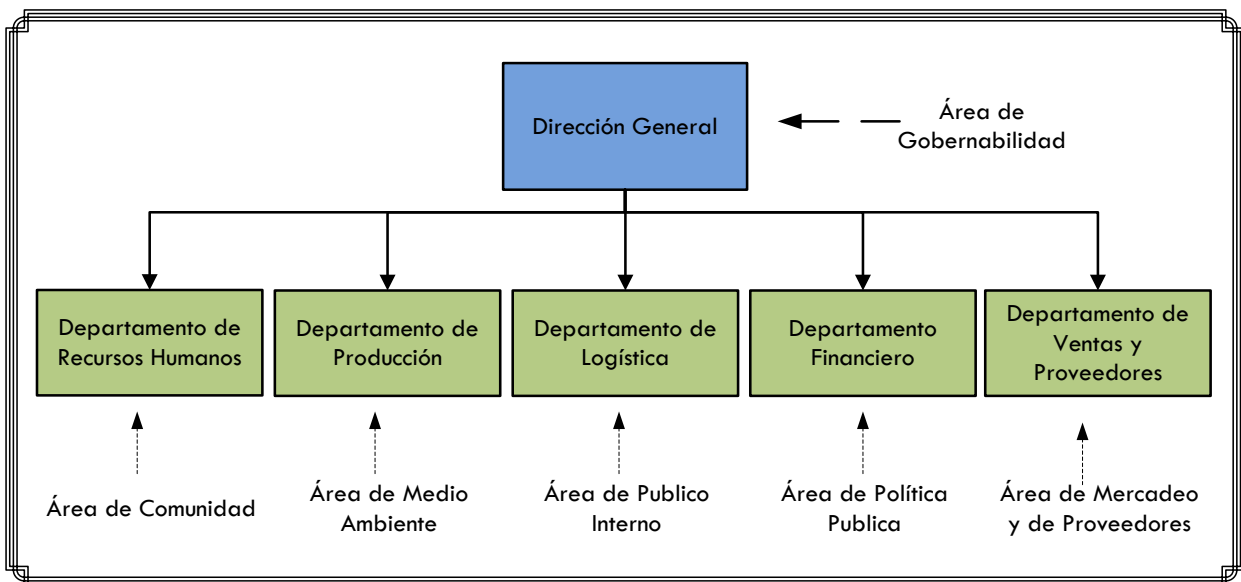 Dirección General
Área de
Gobernabilidad
Departamento de
Recursos Humanos
Departamento de
Producción
Departamento de
Logística
Departamento
Financiero
Departamento de
Ventas y
Proveedores
Área de Comunidad
Área de Medio
Ambiente
Área de Publico
Interno
Área de Política
Publica
Área de Mercadeo
y de Proveedores